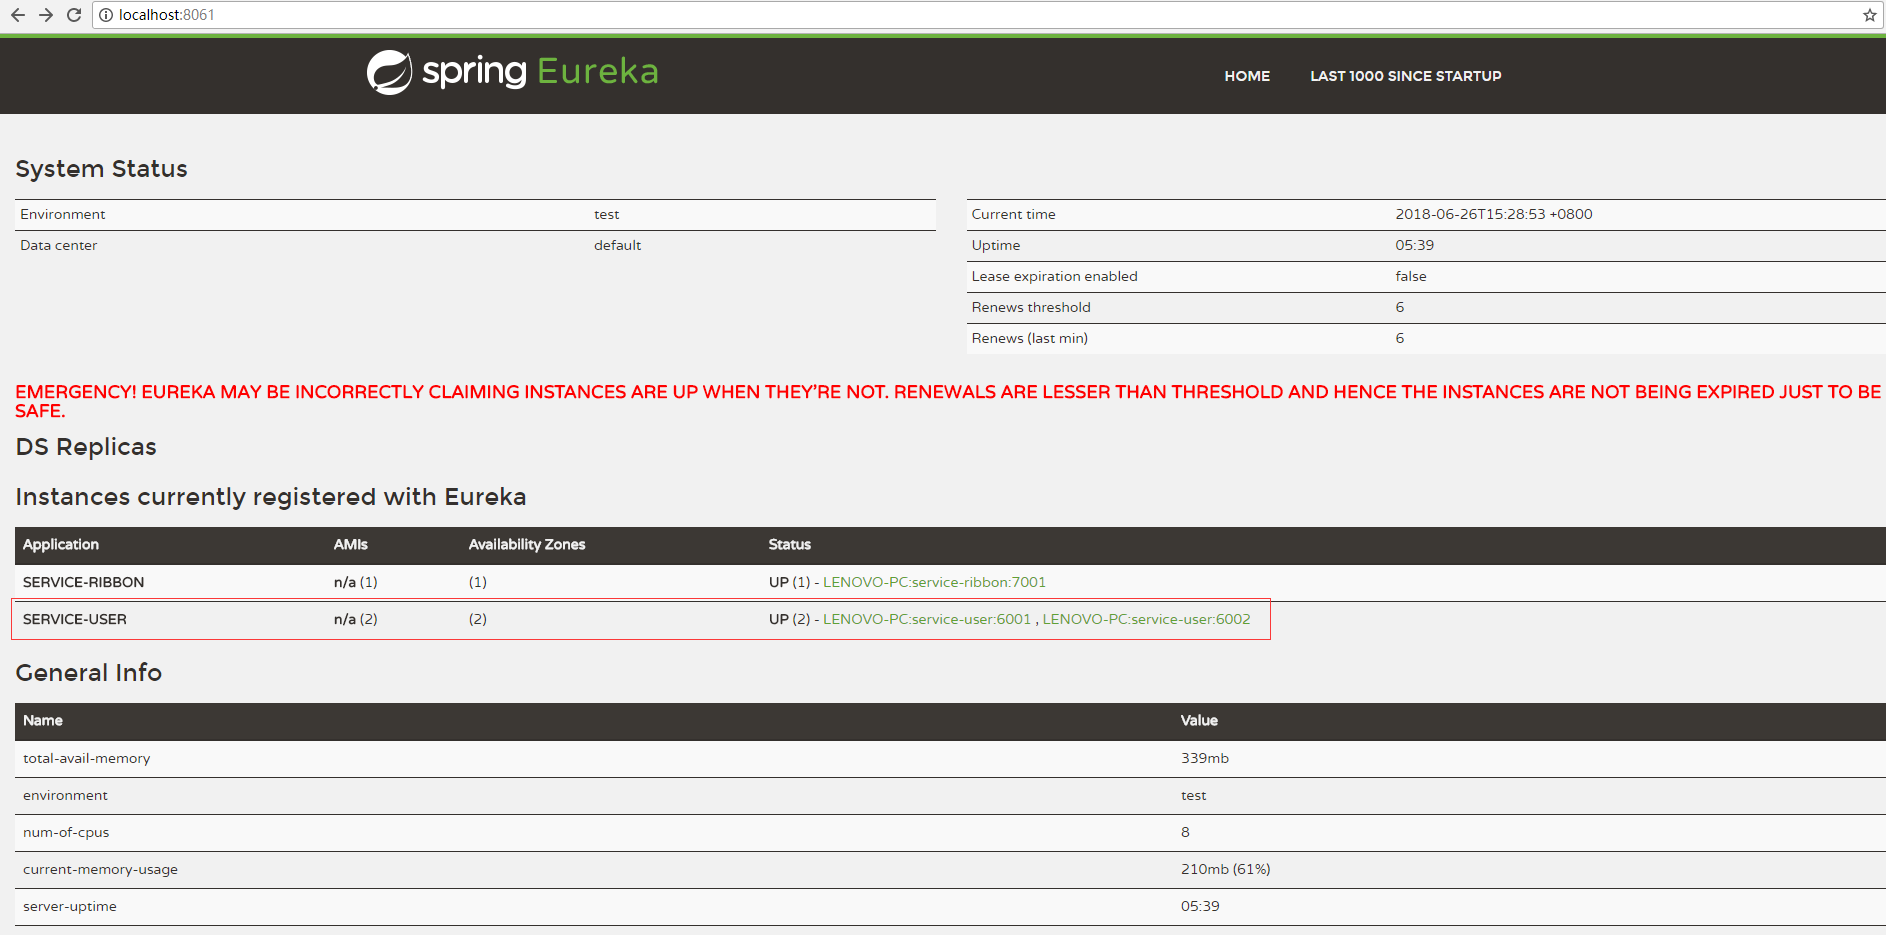 localhost:8061
spring Eureka
HOME LAST 1000 SINCE STARTUP
System Status
Environment test
Data center default
Current time 2018-06-26T15:28:53 +0800
Uptime 05:39
Lease expiration enabled false
Renews threshold 6
Renews (last min) 6
EMERGENCY! EUREKA MAY BE INCORRECTLY CLAIMING INSTANCES ARE UP WHEN THEY'RE NOT. RENEWALS ARE LESSER THAN THRESHOLD AND HENCE THE INSTANCES ARE NOT BEING EXPIRED JUST TO BE
SAFE.
DS Replicas
Instances currently registered with Eureka
Application AMIs Availability Zones Status
SERVICE-RIBBON n/a (1) (1) UP (1) - LENOVO-PC:service-ribbon:7001
SERVICE-USER n/a (2) (2) UP (2) - LENOVO-PC:service-user:6001 , LENOVO-PC:service-user:6002
General Info
Name Value
total-avail-memory 339mb
environment test
num-of-cpus 8
current-memory-usage 210mb (61%)
server-uptime 05:39